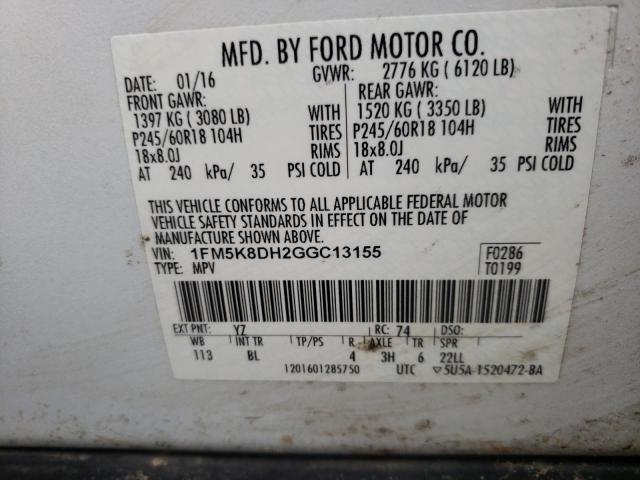 MFD. BY FORD MOTOR CO.
DATE: 01/16 GVWR: 2776 KG ( 6120 LB)
FRONT GAWR: REAR GAWR:
1397 KG ( 3080 LB) WITH 1520 KG ( 3350 LB) WITH
P245/60R18 104H TIRES P245/60R18 104H TIRES
18x8.0J RIMS 18x8.0J RIMS
AT 240 kPa/ 35 PSI COLD AT 240 kPa/ 35 PSI COLD
THIS VEHICLE CONFORMS TO ALL APPLICABLE FEDERAL MOTOR
VEHICLE SAFETY STANDARDS IN EFFECT ON THE DATE OF
MANUFACTURE SHOWN ABOVE.
VIN: 1FM5K8DH2GGC13155 F0286
TYPE: MPV T0199
EXT PNT: YZ RC: 74 DSO:
WB INT TR TP/PS R AXLE TR SPR
113 BL 4 3H 6 22LL
1201601285750 UTC ▽5U5A-1520472-BA